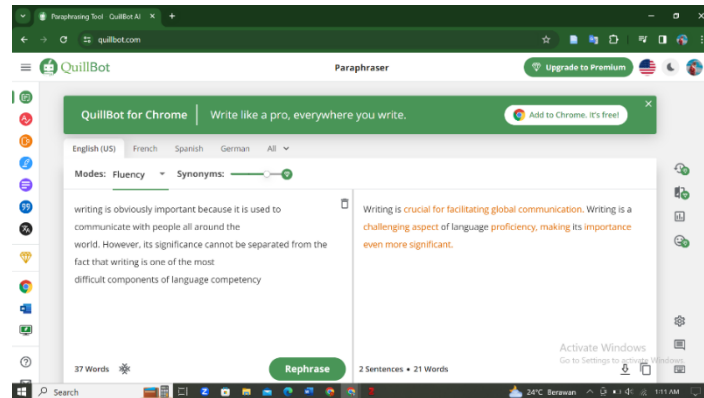 Paraphrasing Tool - QuillBot AI
quillbot.com
QuillBot
Paraphraser
Upgrade to Premium
QuillBot for Chrome
Write like a pro, everywhere you write.
Add to Chrome. It's free!
English (US) French Spanish German All
Modes: Fluency Synonyms:
writing is obviously important because it is used to
communicate with people all around the
world. However, its significance cannot be separated from the
fact that writing is one of the most
difficult components of language competency
37 Words
Rephrase
Writing is crucial for facilitating global communication. Writing is a
challenging aspect of language proficiency, making its importance
even more significant.
2 Sentences • 21 Words
Activate Windows
Go to Settings to activate Windows.
Search
24°C Berawan
1:11 AM